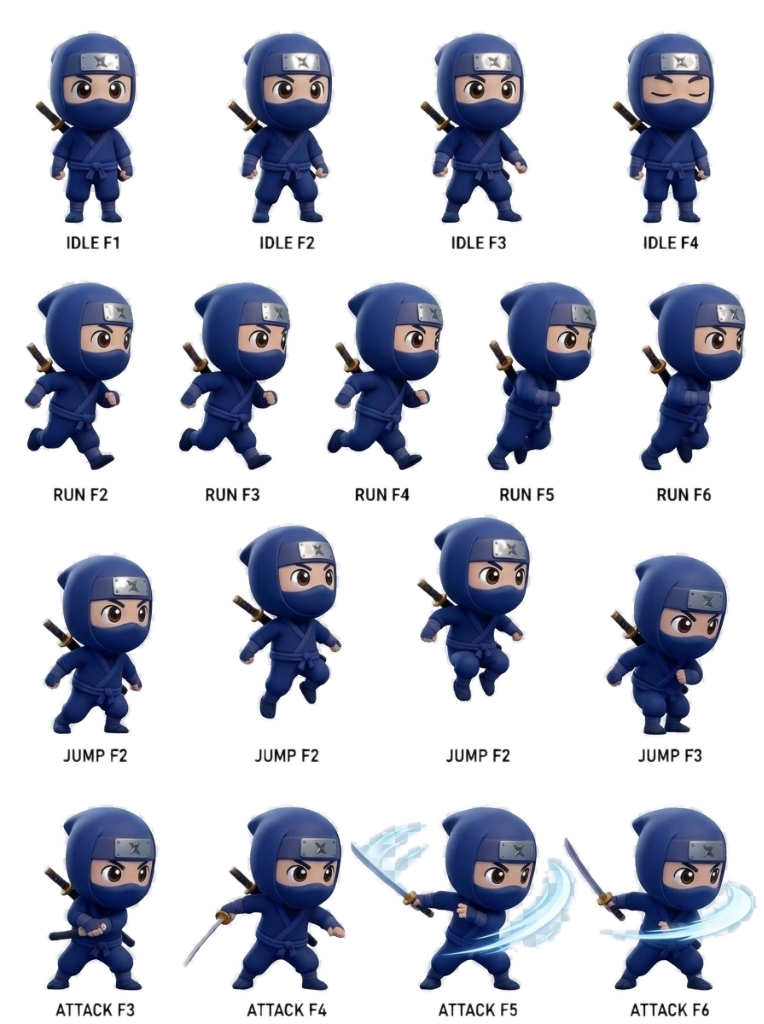 IDLE F1
IDLE F2
IDLE F3
IDLE F4
RUN F2
RUN F3
RUN F4
RUN F5
RUN F6
JUMP F2
JUMP F2
JUMP F2
JUMP F3
ATTACK F3
ATTACK F4
ATTACK F5
ATTACK F6